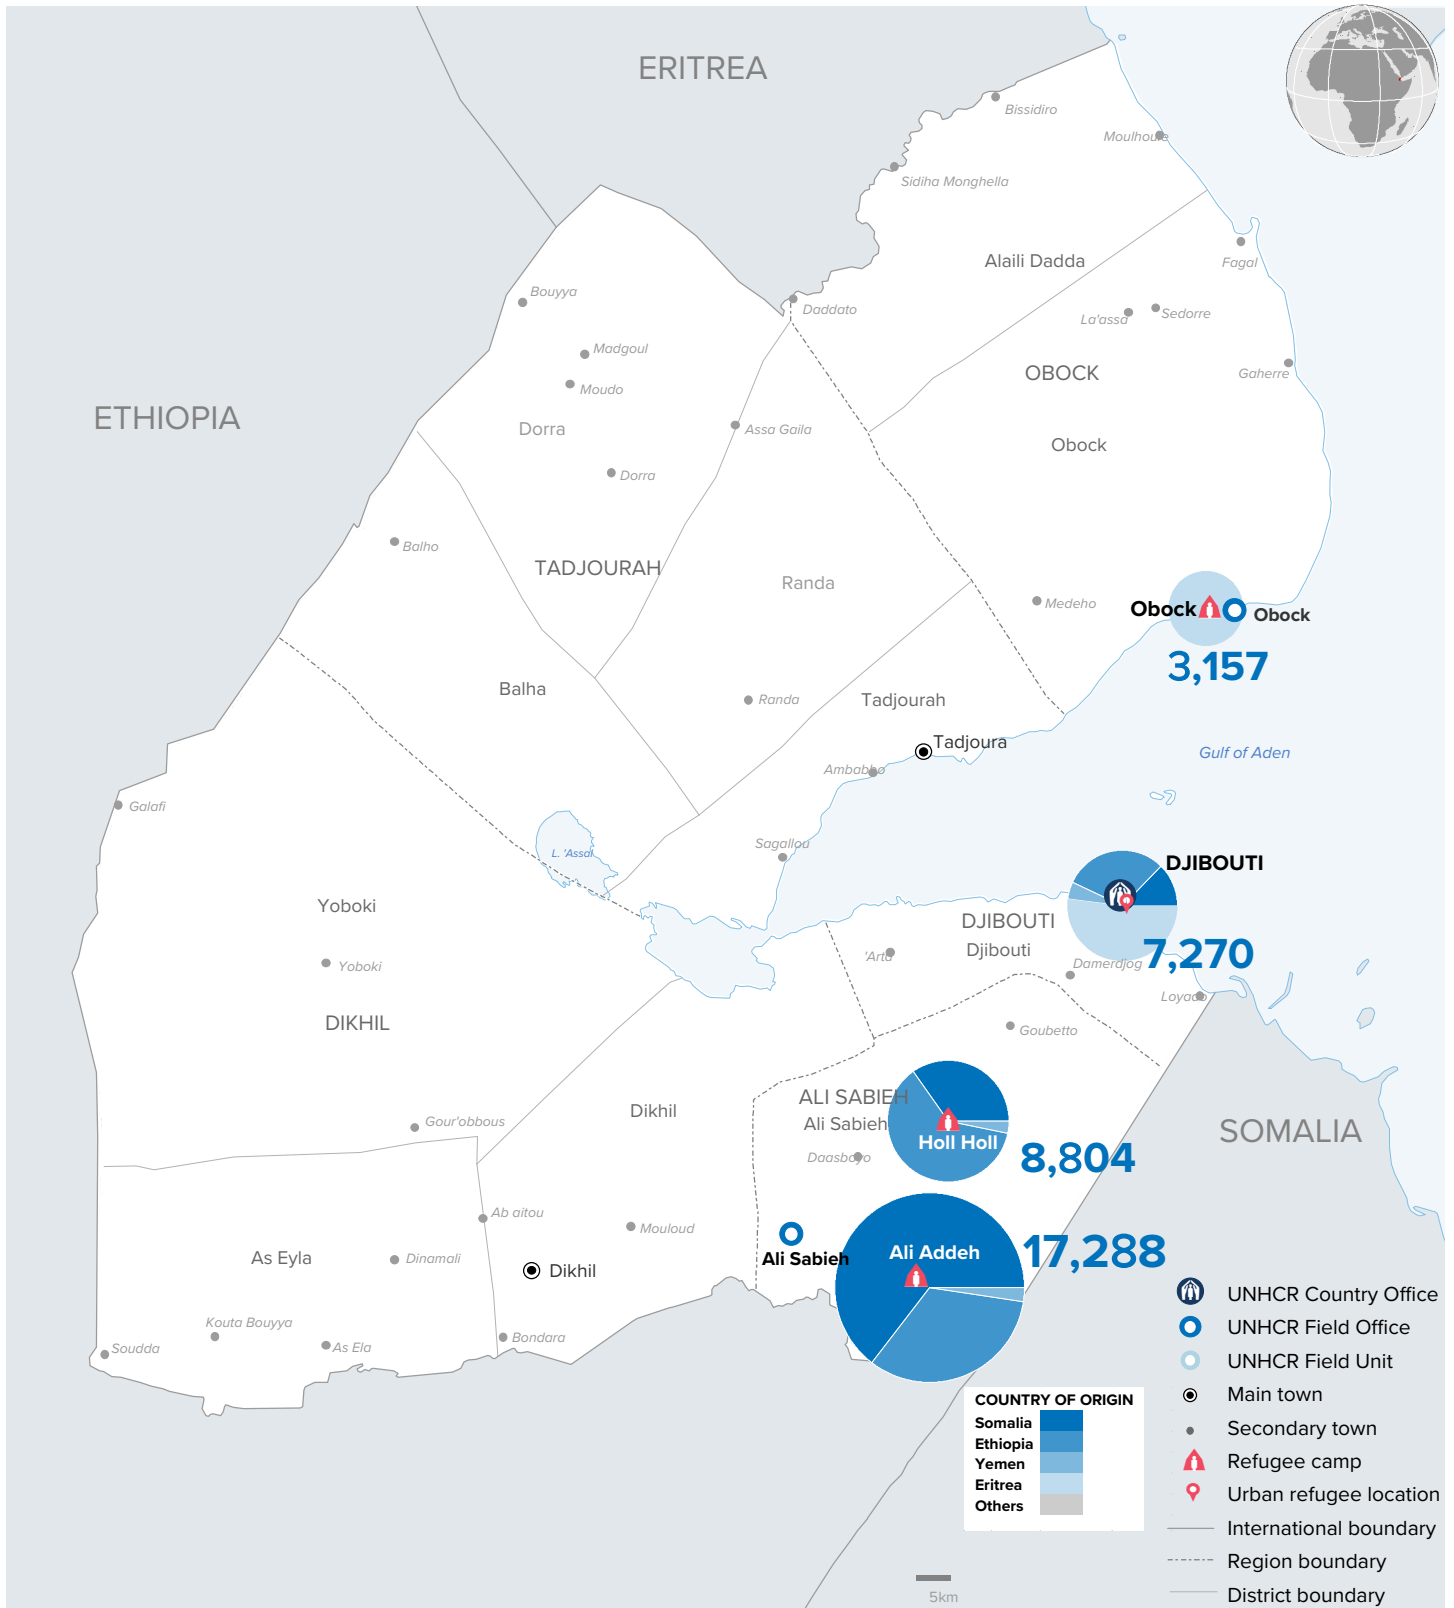 ERITREA
Bissidiro
Moulhoule
Sidiha Monghella
Alaili Dadda
Fagal
Bouyya
Daddato
La'assa
Sedorre
Madgoul
OBOCK
Gaherre
Moudo
ETHIOPIA
Dorra
Assa Gaila
Obock
Dorra
Balho
TADJOURAH
Randa
Medeho
Obock
Obock
3,157
Balha
Randa
Tadjourah
Tadjoura
Gulf of Aden
Ambabbo
Galafi
Sagallou
L. 'Assal
DJIBOUTI
Yoboki
DJIBOUTI
Djibouti
'Arta
7,270
Yoboki
Damerdjog
Loyado
DIKHIL
Goubetto
ALI SABIEH
Ali Sabieh
Dikhil
Gour'obbous
SOMALIA
Holl Holl
8,804
Daasbayo
Ab aitou
Mouloud
As Eyla
Dinamali
Ali Sabieh
Ali Addeh
17,288
Dikhil
Kouta Bouyya
As Ela
Bondara
Soudda
COUNTRY OF ORIGIN
Somalia
Ethiopia
Yemen
Eritrea
Others
UNHCR Country Office
UNHCR Field Office
UNHCR Field Unit
Main town
Secondary town
Refugee camp
Urban refugee location
International boundary
Region boundary
District boundary
5km